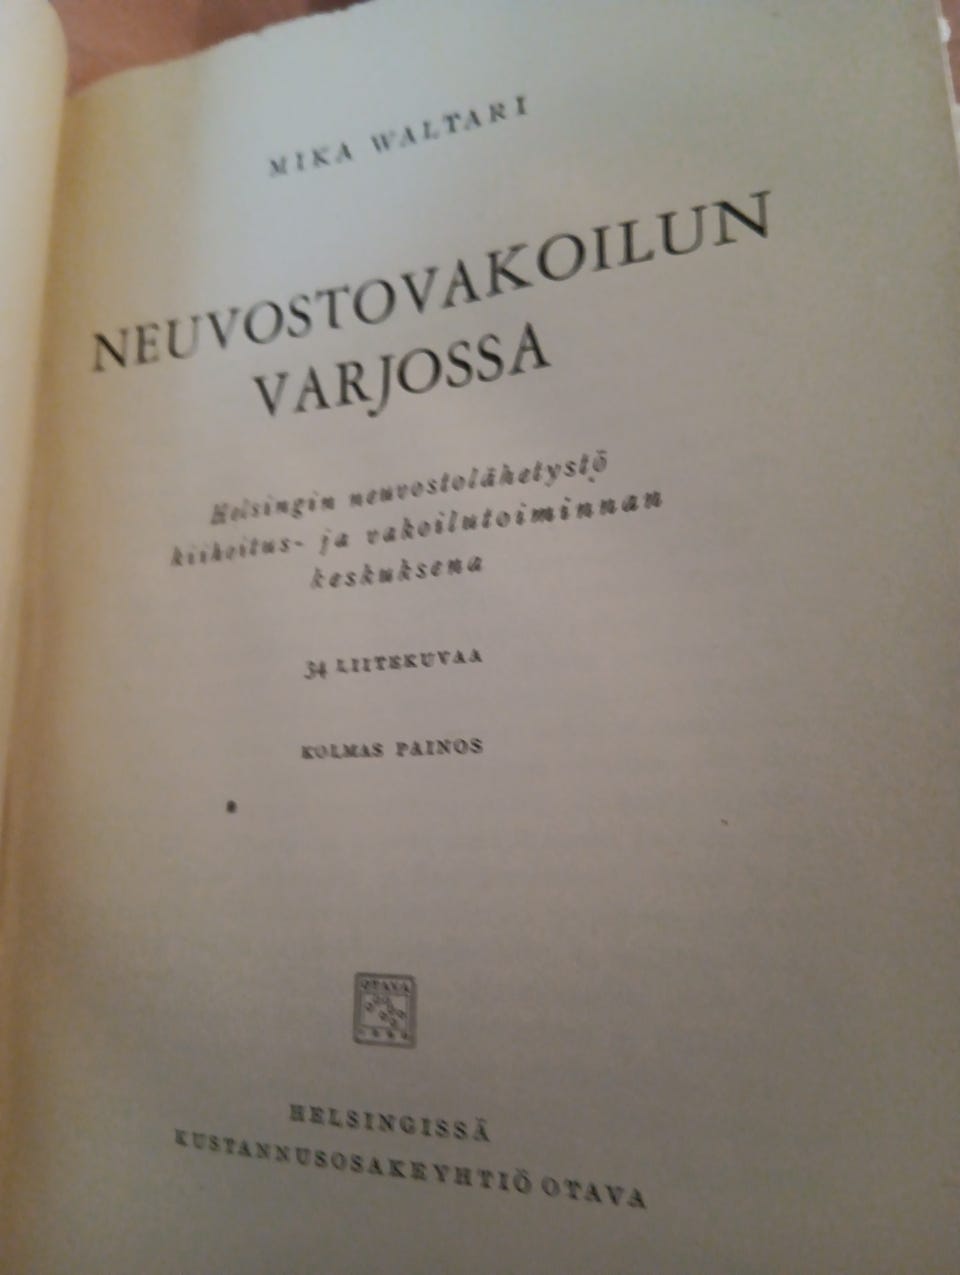 MIKA WALTARI
NEUVOSTOVAKOILUN
VARJOSSA
Helsingin neuvostolähetystö
kiihoitus- ja vakoilutoiminnan
keskuksena
34 LIITEKUVAA
KOLMAS PAINOS
OTAVA
HELSINGISSÄ
KUSTANNUSOSAKEYHTIÖ OTAVA